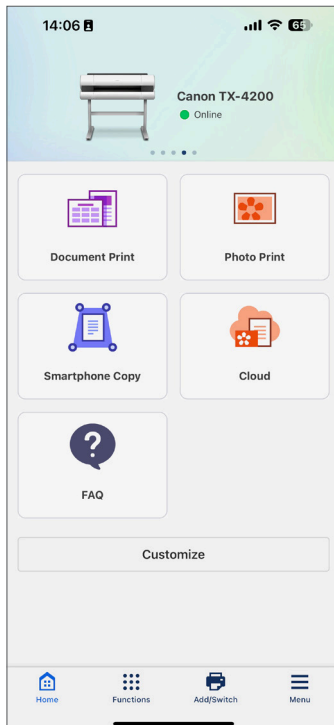 14:06
65
Canon TX-4200
Online
Document Print
Photo Print
Smartphone Copy
Cloud
?
FAQ
Customize
Home
Functions
Add/Switch
Menu